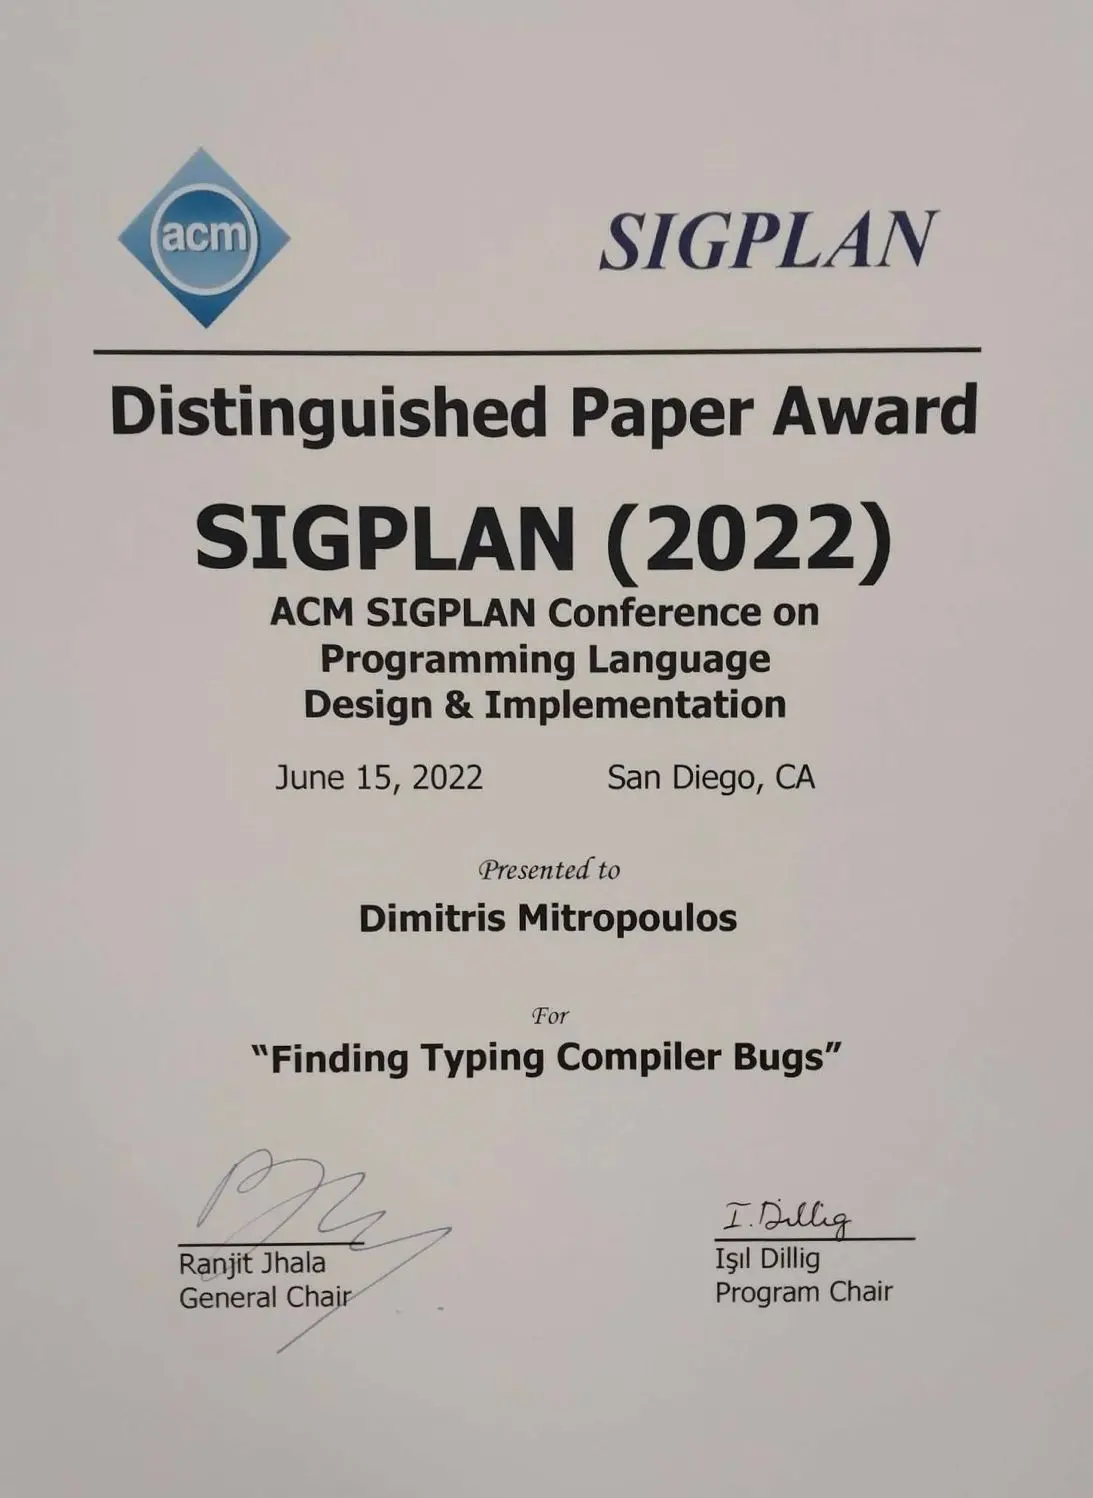 acm
SIGPLAN
Distinguished Paper Award
SIGPLAN (2022)
ACM SIGPLAN Conference on
Programming Language
Design & Implementation
June 15, 2022 San Diego, CA
Presented to
Dimitris Mitropoulos
For
“Finding Typing Compiler Bugs”
I. Dillig
Ranjit Jhala
General Chair
Işıl Dillig
Program Chair